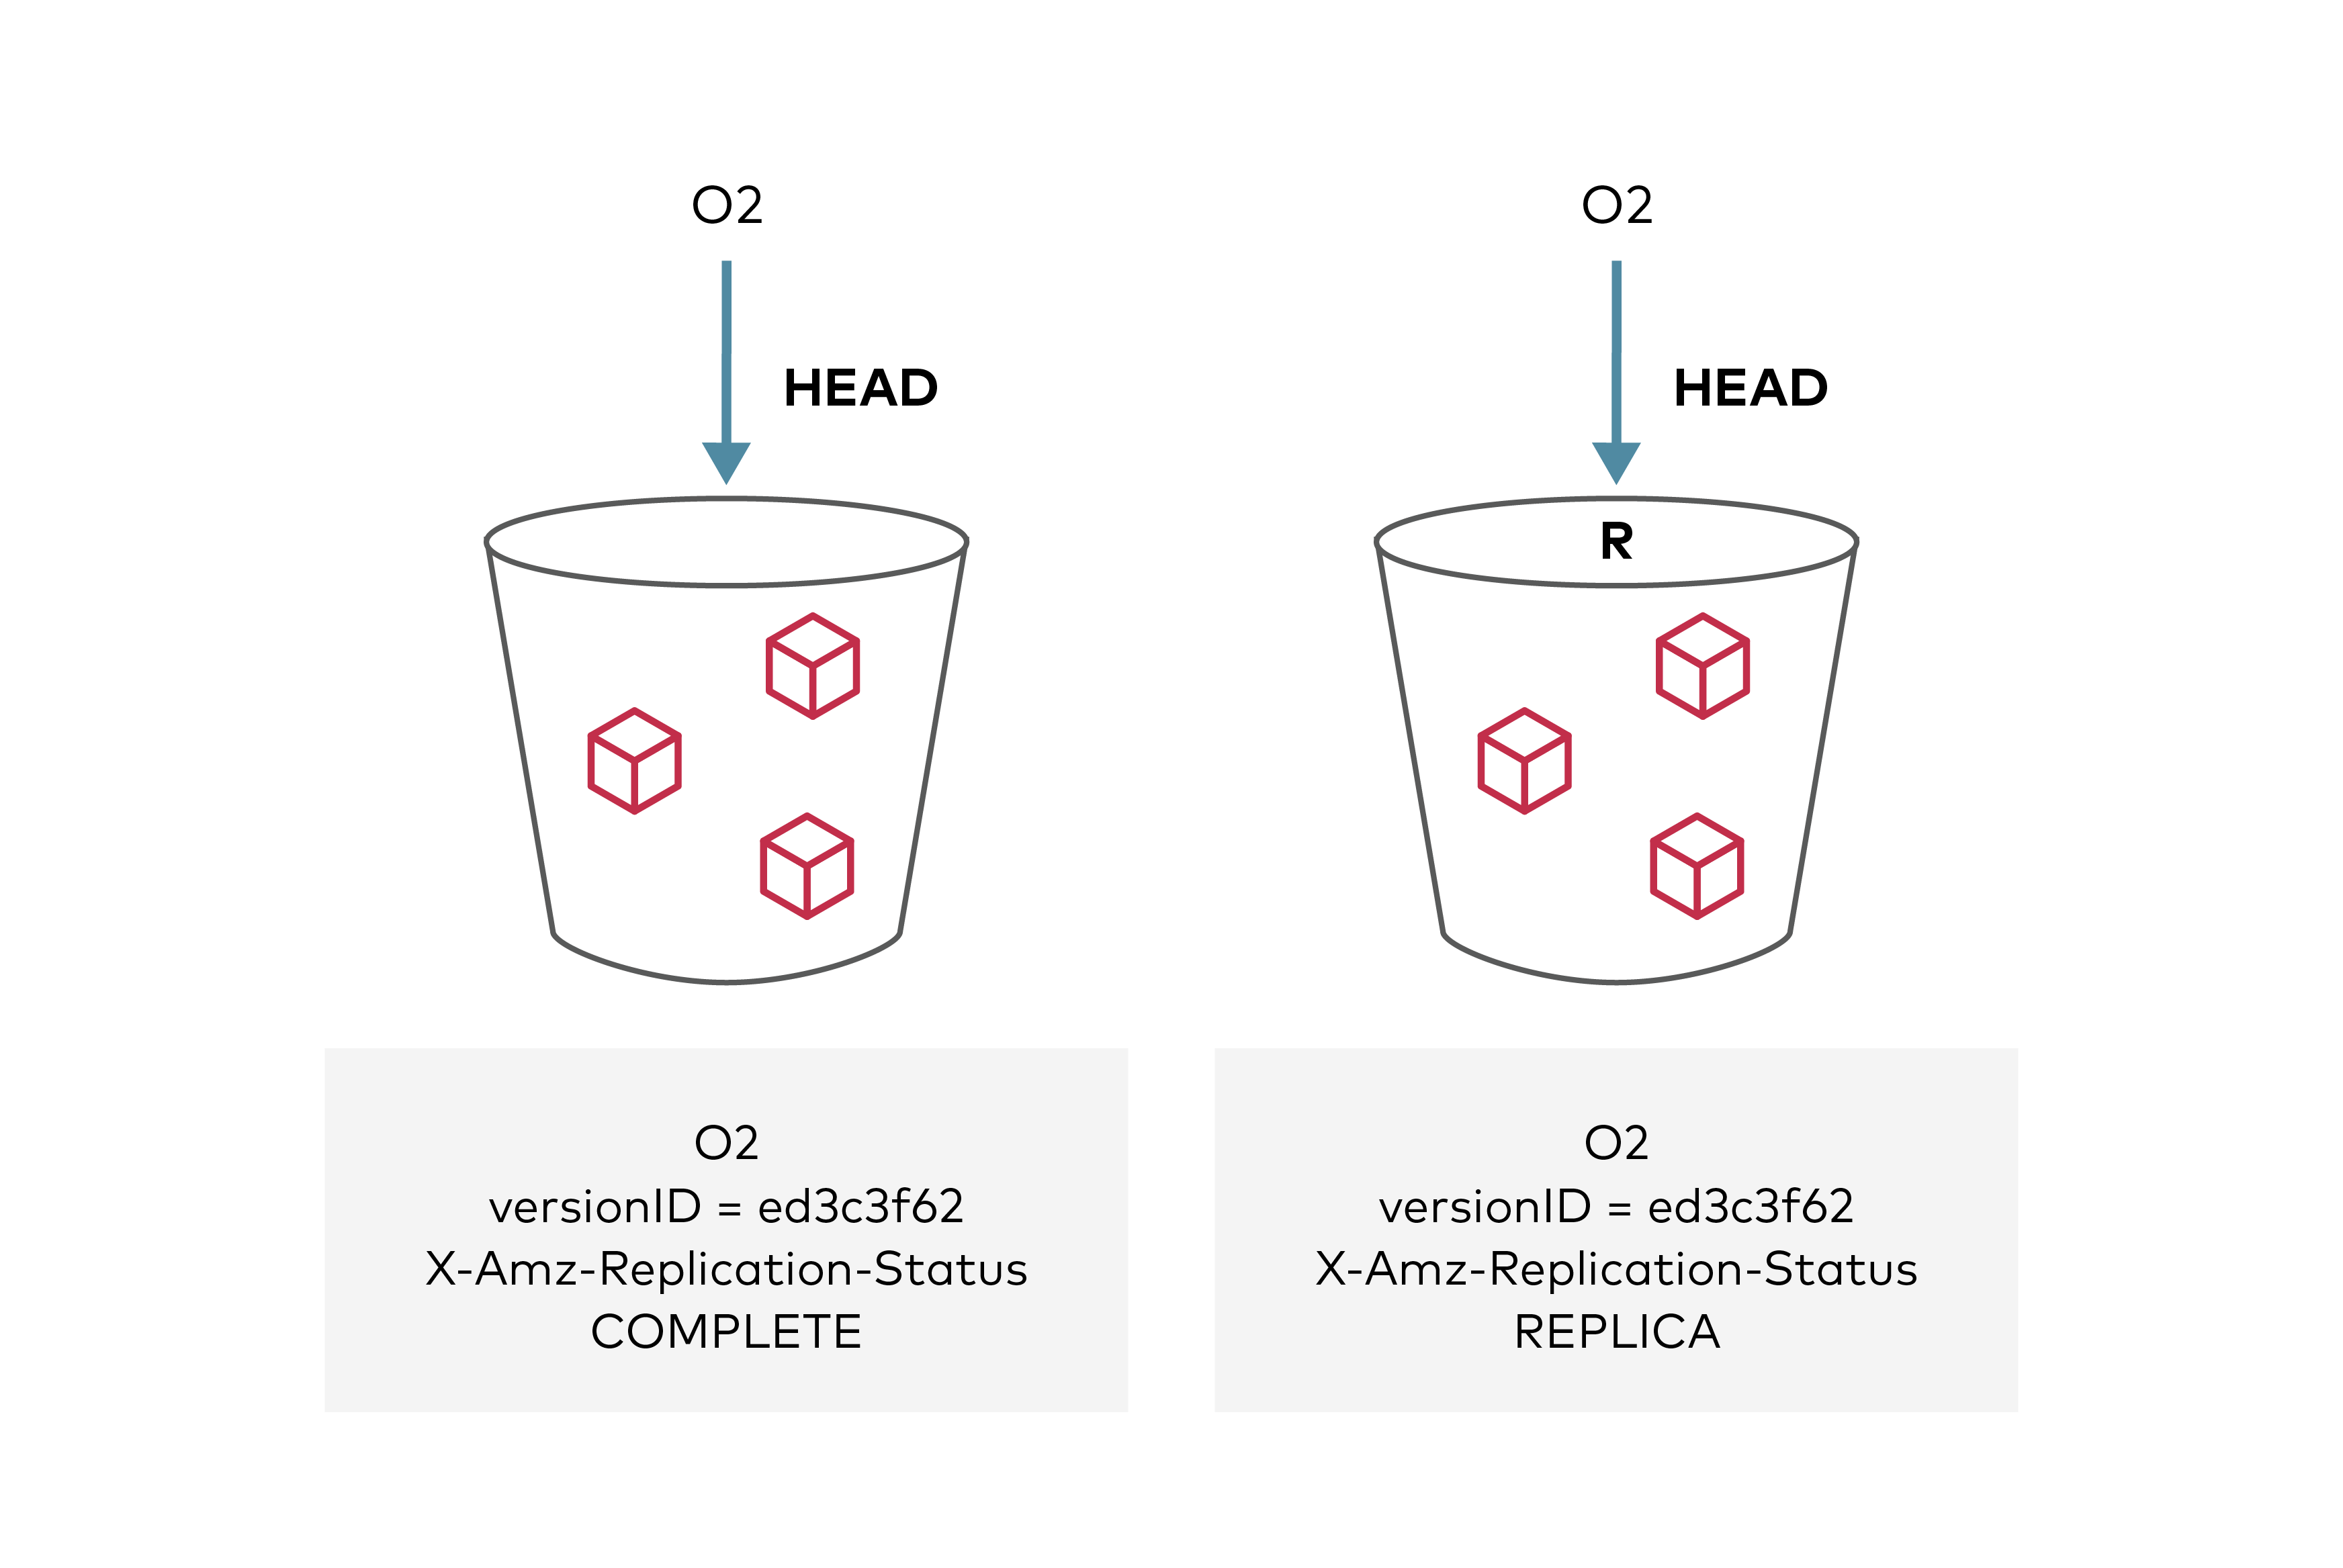 O2
HEAD
O2
versionID = ed3c3f62
X-Amz-Replication-Status
COMPLETE
O2
HEAD
R
O2
versionID = ed3c3f62
X-Amz-Replication-Status
REPLICA